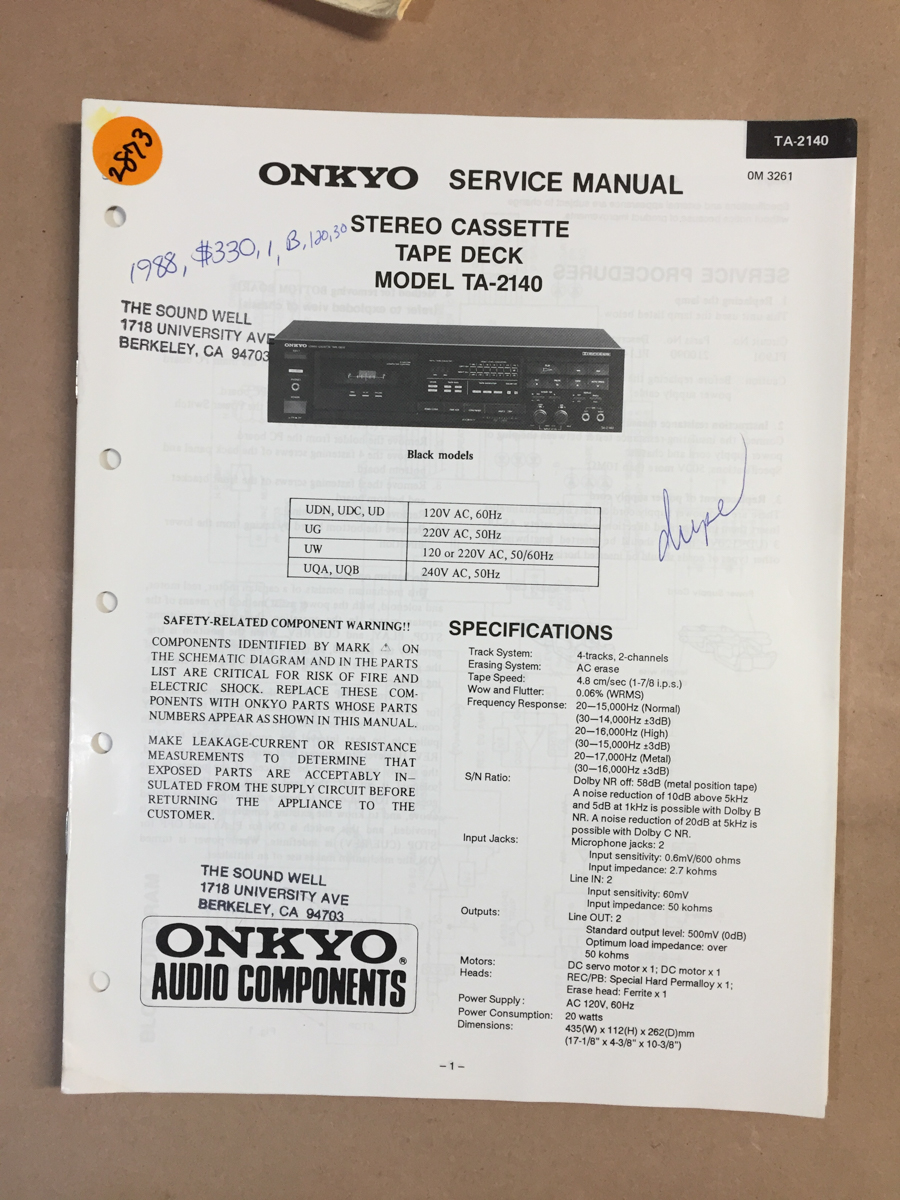 TA-2140
2873
ONKYO SERVICE MANUAL
OM 3261
STEREO CASSETTE
TAPE DECK
MODEL TA-2140
1988, $330, 1, B, 120, 30
THE SOUND WELL
1718 UNIVERSITY AVE
BERKELEY, CA 94703
ONKYO
Black models
UDN, UDC, UD 120V AC, 60Hz
UG 220V AC, 50Hz
UW 120 or 220V AC, 50/60Hz
UQA, UQB 240V AC, 50Hz
dupe
SAFETY-RELATED COMPONENT WARNING!!
COMPONENTS IDENTIFIED BY MARK ⚠ ON
THE SCHEMATIC DIAGRAM AND IN THE PARTS
LIST ARE CRITICAL FOR RISK OF FIRE AND
ELECTRIC SHOCK. REPLACE THESE COM-
PONENTS WITH ONKYO PARTS WHOSE PARTS
NUMBERS APPEAR AS SHOWN IN THIS MANUAL.
MAKE LEAKAGE-CURRENT OR RESISTANCE
MEASUREMENTS TO DETERMINE THAT
EXPOSED PARTS ARE ACCEPTABLY IN–
SULATED FROM THE SUPPLY CIRCUIT BEFORE
RETURNING THE APPLIANCE TO THE
CUSTOMER.
THE SOUND WELL
1718 UNIVERSITY AVE
BERKELEY, CA 94703
ONKYO®
AUDIO COMPONENTS
SPECIFICATIONS
Track System: 4-tracks, 2-channels
Erasing System: AC erase
Tape Speed: 4.8 cm/sec (1-7/8 i.p.s.)
Wow and Flutter: 0.06% (WRMS)
Frequency Response: 20—15,000Hz (Normal)
(30—14,000Hz ±3dB)
20—16,000Hz (High)
(30—15,000Hz ±3dB)
20—17,000Hz (Metal)
(30—16,000Hz ±3dB)
S/N Ratio: Dolby NR off: 58dB (metal position tape)
A noise reduction of 10dB above 5kHz
and 5dB at 1kHz is possible with Dolby B
NR. A noise reduction of 20dB at 5kHz is
possible with Dolby C NR.
Input Jacks: Microphone jacks: 2
Input sensitivity: 0.6mV/600 ohms
Input impedance: 2.7 kohms
Line IN: 2
Input sensitivity: 60mV
Input impedance: 50 kohms
Outputs: Line OUT: 2
Standard output level: 500mV (0dB)
Optimum load impedance: over
50 kohms
Motors: DC servo motor x 1; DC motor x 1
Heads: REC/PB: Special Hard Permalloy x 1;
Erase head: Ferrite x 1
Power Supply: AC 120V, 60Hz
Power Consumption: 20 watts
Dimensions: 435(W) x 112(H) x 262(D)mm
(17-1/8" x 4-3/8" x 10-3/8")
– 1 –